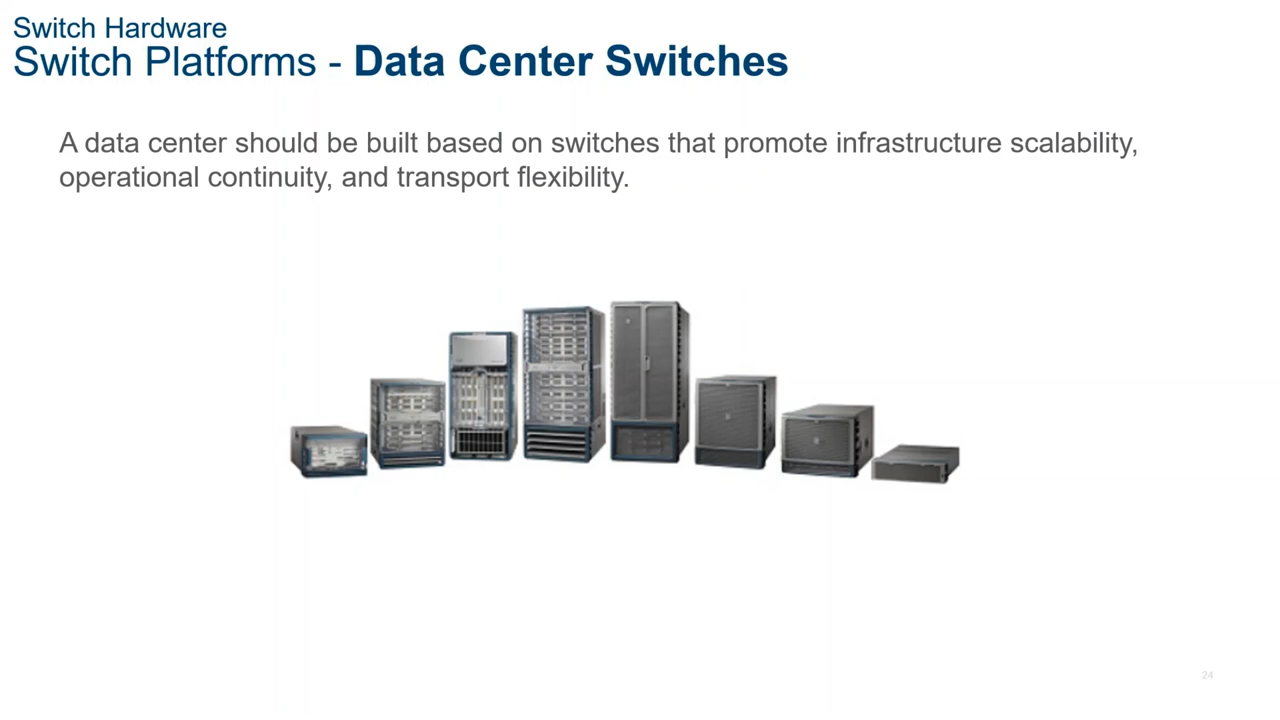 Switch Hardware
Switch Platforms - Data Center Switches
A data center should be built based on switches that promote infrastructure scalability,
operational continuity, and transport flexibility.
24